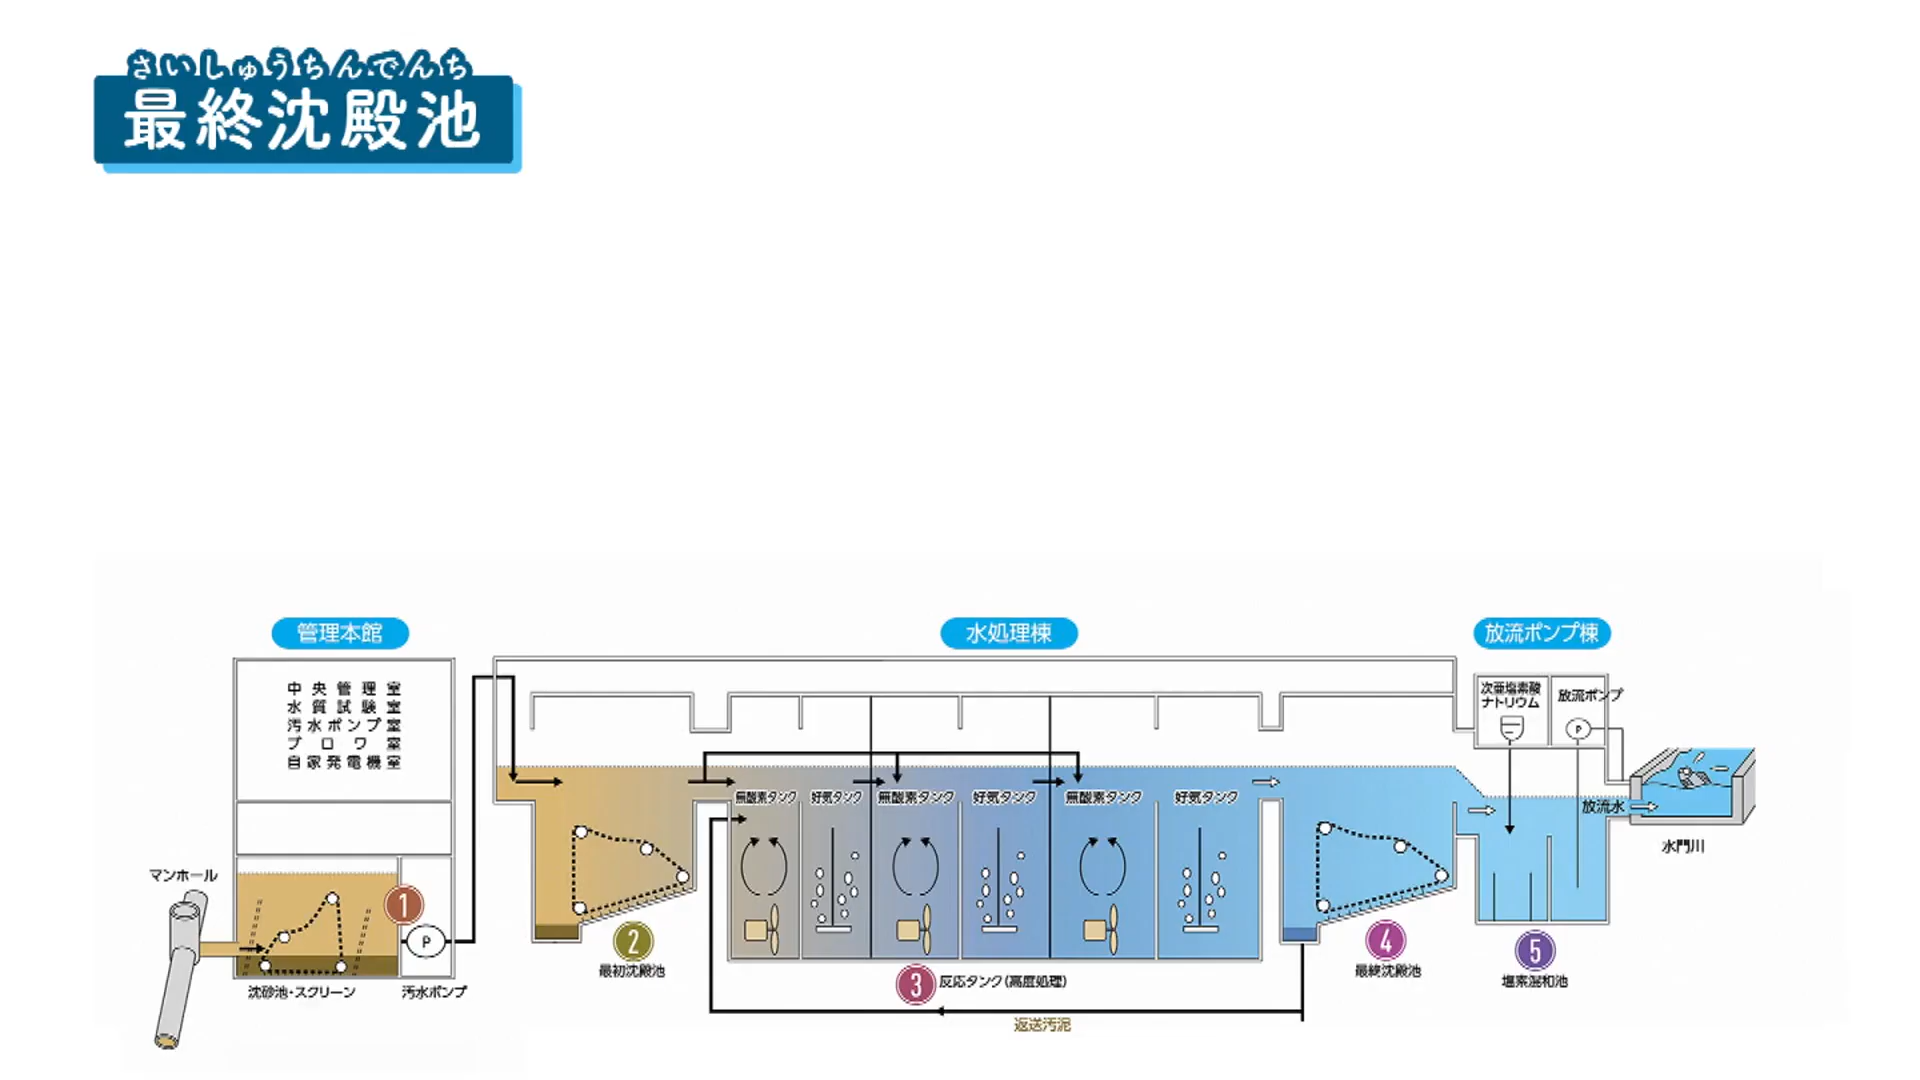 さいしゅうちんでんち
最終沈殿池
管理本館
水処理棟
放流ポンプ棟
中央管理室
水質試験室
汚水ポンプ室
ブロワ室
自家発電機室
次亜塩素酸
ナトリウム
放流ポンプ
P
無酸素タンク
好気タンク
無酸素タンク
好気タンク
無酸素タンク
好気タンク
放流水
水門川
マンホール
1
P
沈砂池・スクリーン
汚水ポンプ
2
最初沈殿池
3
反応タンク(高度処理)
4
最終沈殿池
5
塩素混和池
返送汚泥